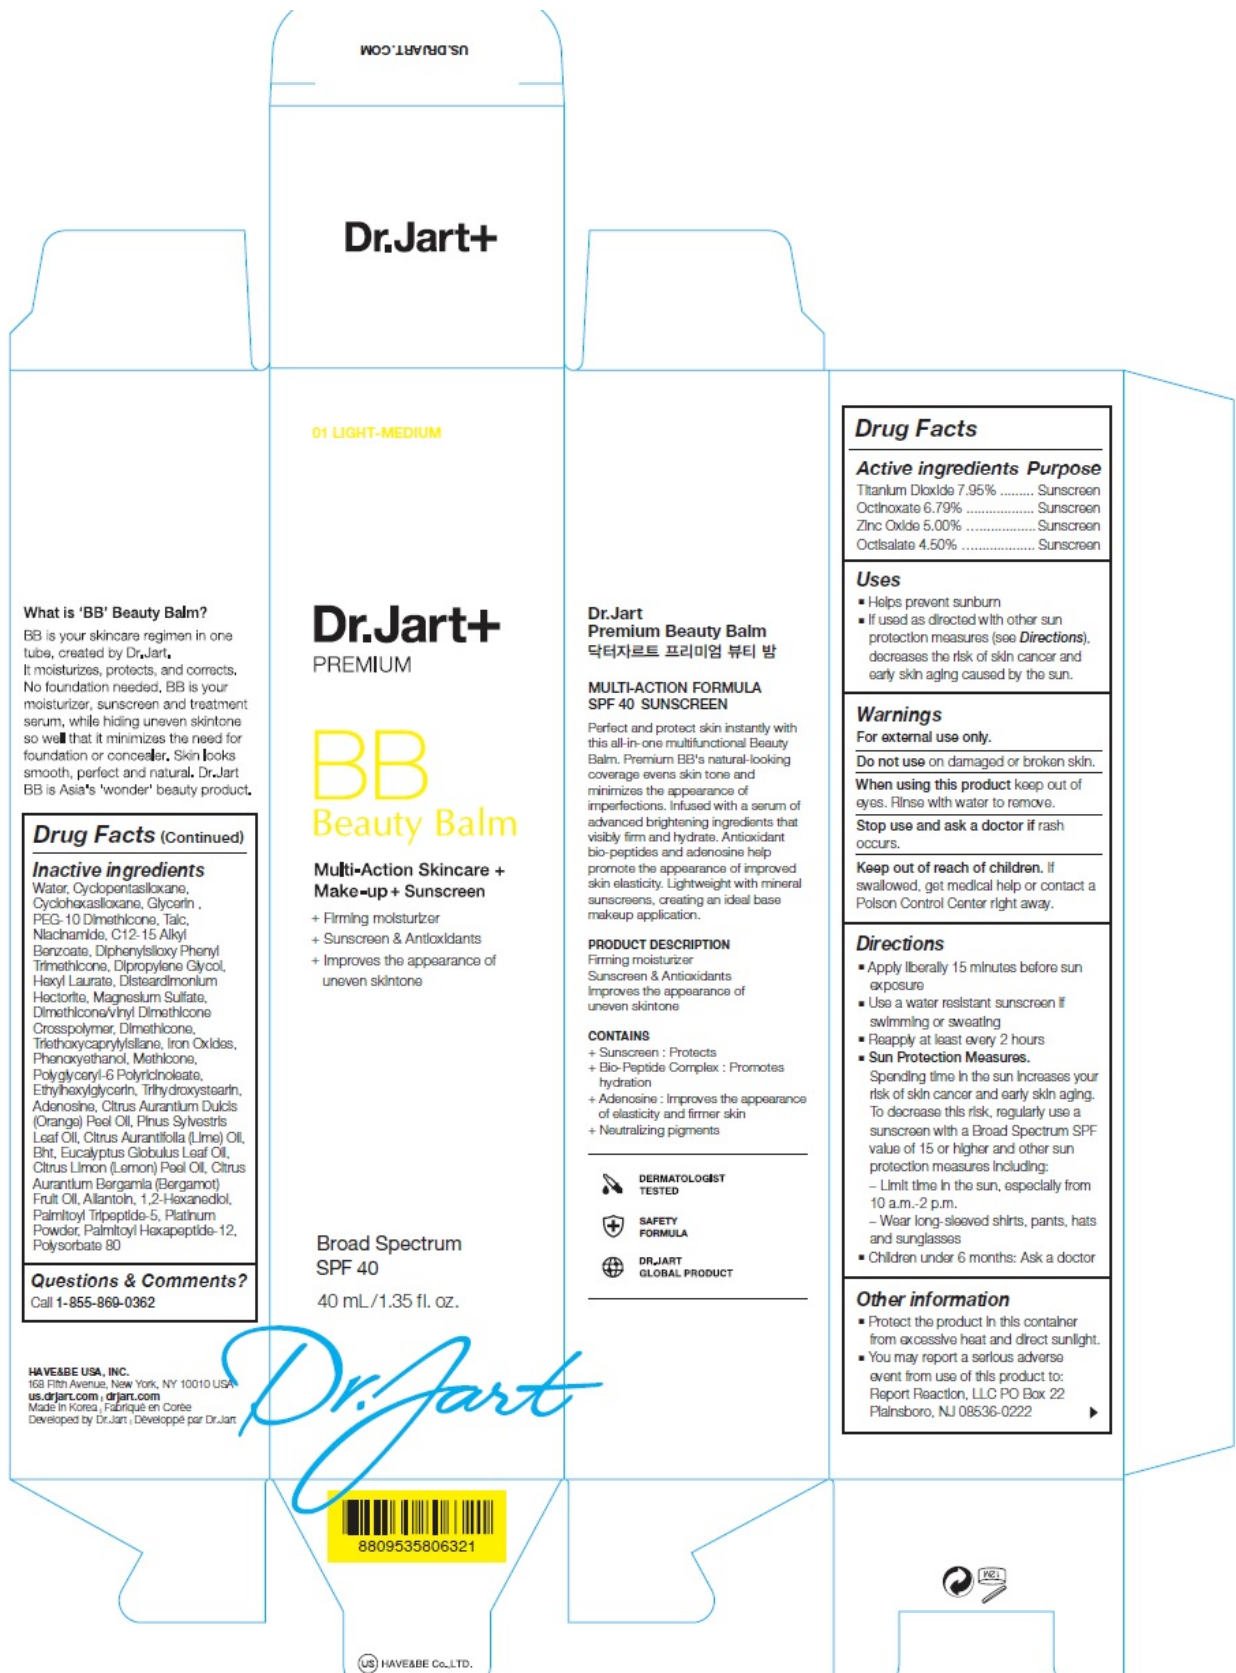 US.DRJART.COM
Dr.Jart+
What is ‘BB’ Beauty Balm?
BB is your skincare regimen in one
tube, created by Dr.Jart.
It moisturizes, protects, and corrects.
No foundation needed, BB is your
moisturizer, sunscreen and treatment
serum, while hiding uneven skintone
so well that it minimizes the need for
foundation or concealer. Skin looks
smooth, perfect and natural. Dr.Jart
BB is Asia's 'wonder' beauty product.
Drug Facts (Continued)
Inactive ingredients
Water, Cyclopentasiloxane,
Cyclohexasiloxane, Glycerin ,
PEG-10 Dimethicone, Talc,
Niacinamide, C12-15 Alkyl
Benzoate, Diphenylsiloxy Phenyl
Trimethicone, Dipropylene Glycol,
Hexyl Laurate, Disteardimonium
Hectorite, Magnesium Sulfate,
Dimethicone/vinyl Dimethicone
Crosspolymer, Dimethicone,
Triethoxycaprylylsilane, Iron Oxides,
Phenoxyethanol, Methicone,
Polyglyceryl-6 Polyricinoleate,
Ethylhexylglycerin, Trihydroxystearin,
Adenosine, Citrus Aurantium Dulcis
(Orange) Peel Oil, Pinus Sylvestris
Leaf Oil, Citrus Aurantifolia (Lime) Oil,
Bht, Eucalyptus Globulus Leaf Oil,
Citrus Limon (Lemon) Peel Oil, Citrus
Aurantium Bergamia (Bergamot)
Fruit Oil, Allantoin, 1,2-Hexanediol,
Palmitoyl Tripeptide-5, Platinum
Powder, Palmitoyl Hexapeptide-12,
Polysorbate 80
Questions & Comments?
Call 1-855-869-0362
HAVE&BE USA, INC.
168 Fifth Avenue, New York, NY 10010 USA
us.drjart.com | drjart.com
Made in Korea | Fabriqué en Corée
Developed by Dr.Jart | Développé par Dr.Jart
01 LIGHT-MEDIUM
Dr.Jart+
PREMIUM
BB
Beauty Balm
Multi-Action Skincare +
Make-up + Sunscreen
+ Firming moisturizer
+ Sunscreen & Antioxidants
+ Improves the appearance of
uneven skintone
Broad Spectrum
SPF 40
40 mL/1.35 fl. oz.
Dr.Jart
8809535806321
US HAVE&BE Co.,LTD.
Dr.Jart
Premium Beauty Balm
닥터자르트 프리미엄 뷰티 밤
MULTI-ACTION FORMULA
SPF 40 SUNSCREEN
Perfect and protect skin instantly with
this all-in-one multifunctional Beauty
Balm. Premium BB's natural-looking
coverage evens skin tone and
minimizes the appearance of
imperfections. Infused with a serum of
advanced brightening ingredients that
visibly firm and hydrate. Antioxidant
bio-peptides and adenosine help
promote the appearance of improved
skin elasticity. Lightweight with mineral
sunscreens, creating an ideal base
makeup application.
PRODUCT DESCRIPTION
Firming moisturizer
Sunscreen & Antioxidants
Improves the appearance of
uneven skintone
CONTAINS
+ Sunscreen : Protects
+ Bio-Peptide Complex : Promotes
hydration
+ Adenosine : Improves the appearance
of elasticity and firmer skin
+ Neutralizing pigments
DERMATOLOGIST
TESTED
SAFETY
FORMULA
DR.JART
GLOBAL PRODUCT
Drug Facts
Active ingredients Purpose
Titanium Dioxide 7.95% ......... Sunscreen
Octinoxate 6.79% .................. Sunscreen
Zinc Oxide 5.00% .................. Sunscreen
Octisalate 4.50% ................... Sunscreen
Uses
▪ Helps prevent sunburn
▪ If used as directed with other sun
protection measures (see Directions),
decreases the risk of skin cancer and
early skin aging caused by the sun.
Warnings
For external use only.
Do not use on damaged or broken skin.
When using this product keep out of
eyes. Rinse with water to remove.
Stop use and ask a doctor if rash
occurs.
Keep out of reach of children. If
swallowed, get medical help or contact a
Poison Control Center right away.
Directions
▪ Apply liberally 15 minutes before sun
exposure
▪ Use a water resistant sunscreen if
swimming or sweating
▪ Reapply at least every 2 hours
▪ Sun Protection Measures.
Spending time in the sun increases your
risk of skin cancer and early skin aging.
To decrease this risk, regularly use a
sunscreen with a Broad Spectrum SPF
value of 15 or higher and other sun
protection measures including:
– Limit time in the sun, especially from
10 a.m.-2 p.m.
– Wear long-sleeved shirts, pants, hats
and sunglasses
▪ Children under 6 months: Ask a doctor
Other information
▪ Protect the product in this container
from excessive heat and direct sunlight.
▪ You may report a serious adverse
event from use of this product to:
Report Reaction, LLC PO Box 22
Plainsboro, NJ 08536-0222
12M